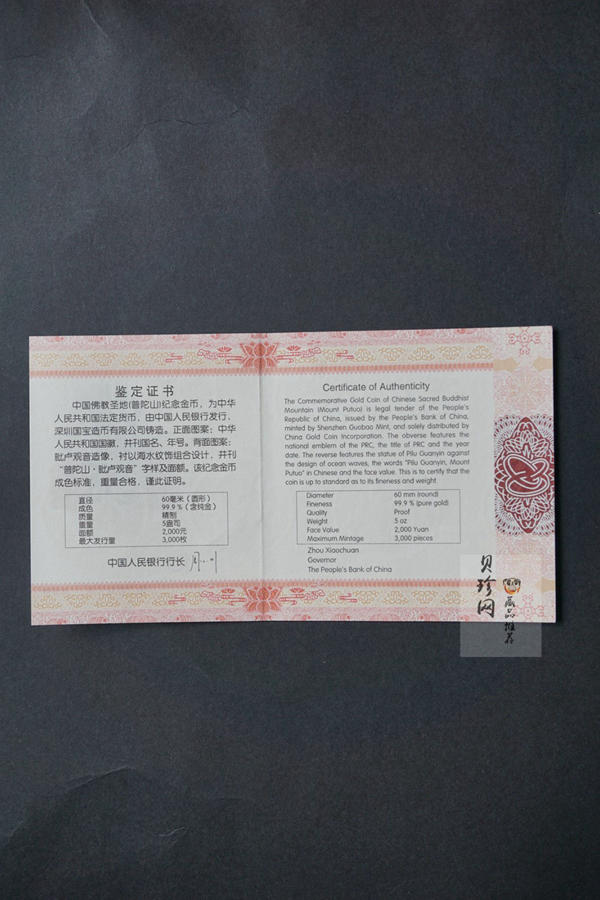 鉴定证书
中国佛教圣地(普陀山)纪念金币，为中华
人民共和国法定货币，由中国人民银行发行，
深圳国宝造币有限公司铸造。正面图案：中华
人民共和国国徽，并刊国名、年号。背面图案：
毗卢观音造像，衬以海水纹饰组合设计，并刊
“普陀山·毗卢观音”字样及面额。该纪念金币
成色标准，重量合格，谨此证明。
直径 60毫米（圆形）
成色 99.9％（含纯金）
质量 精制
重量 5盎司
面额 2,000元
最大发行量 3,000枚
中国人民银行行长
Certificate of Authenticity
The Commemorative Gold Coin of Chinese Sacred Buddhist
Mountain (Mount Putuo) is legal tender of the People's
Republic of China, issued by the People's Bank of China,
minted by Shenzhen Guobao Mint, and solely distributed by
China Gold Coin Incorporation. The obverse features the
national emblem of the PRC, the title of PRC and the year
date. The reverse features the statue of Pilu Guanyin against
the design of ocean waves, the words "Pilu Guanyin, Mount
Putuo" in Chinese and the face value. This is to certify that the
coin is up to standard as to its fineness and weight.
Diameter 60 mm (round)
Fineness 99.9 % (pure gold)
Quality Proof
Weight 5 oz
Face Value 2,000 Yuan
Maximum Mintage 3,000 pieces
Zhou Xiaochuan
Governor
The People's Bank of China
贝珍网
藏品推荐